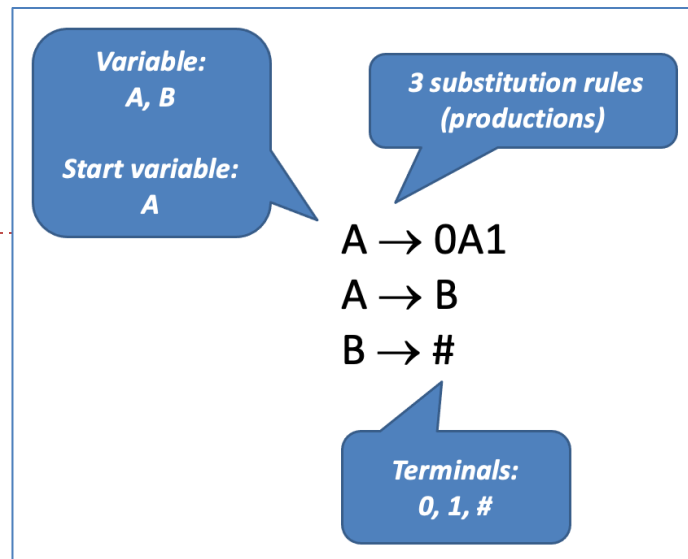 Variable:
A, B
Start variable:
A
3 substitution rules
(productions)
A → 0A1
A → B
B → #
Terminals:
0, 1, #